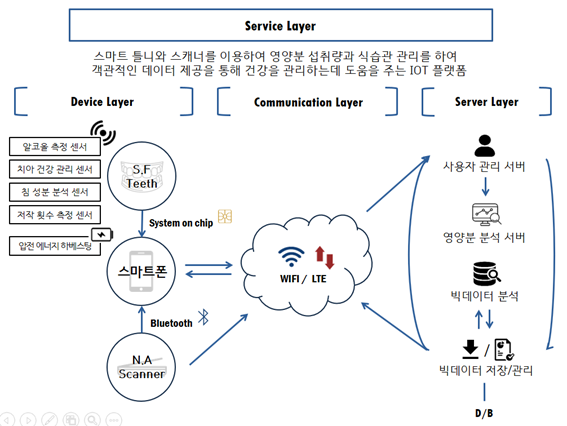 Service Layer
스마트 틀니와 스캐너를 이용하여 영양분 섭취량과 식습관 관리를 하여
객관적인 데이터 제공을 통해 건강을 관리하는데 도움을 주는 IOT 플랫폼
Device Layer
Communication Layer
Server Layer
알코올 측정 센서
치아 건강 관리 센서
침 성분 분석 센서
저작 횟수 측정 센서
압전 에너지 하베스팅
S.F
Teeth
System on chip
스마트폰
Bluetooth
N.A
Scanner
WIFI / LTE
사용자 관리 서버
영양분 분석 서버
빅데이터 분석
/
빅데이터 저장/관리
D/B